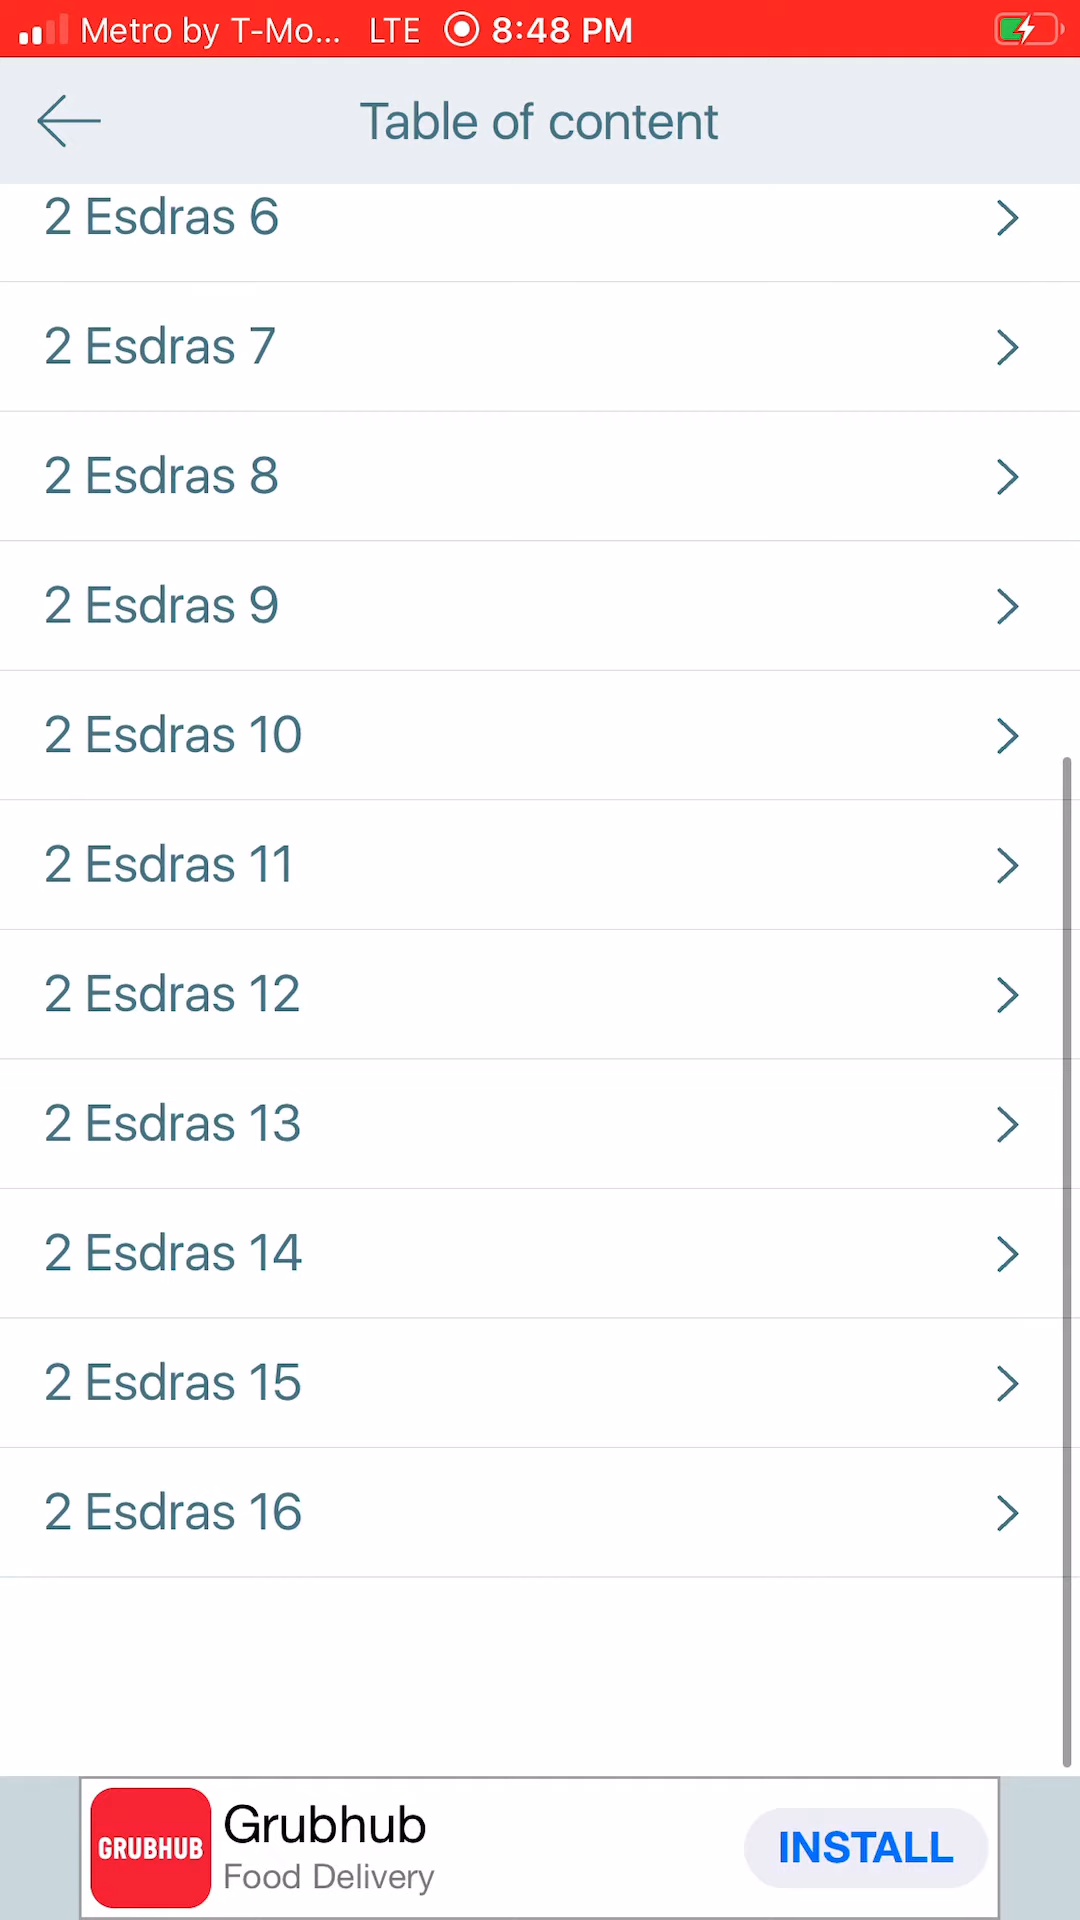 Metro by T-Mo... LTE 8:48 PM
Table of content
2 Esdras 6
2 Esdras 7
2 Esdras 8
2 Esdras 9
2 Esdras 10
2 Esdras 11
2 Esdras 12
2 Esdras 13
2 Esdras 14
2 Esdras 15
2 Esdras 16
GRUBHUB
Grubhub
Food Delivery
INSTALL